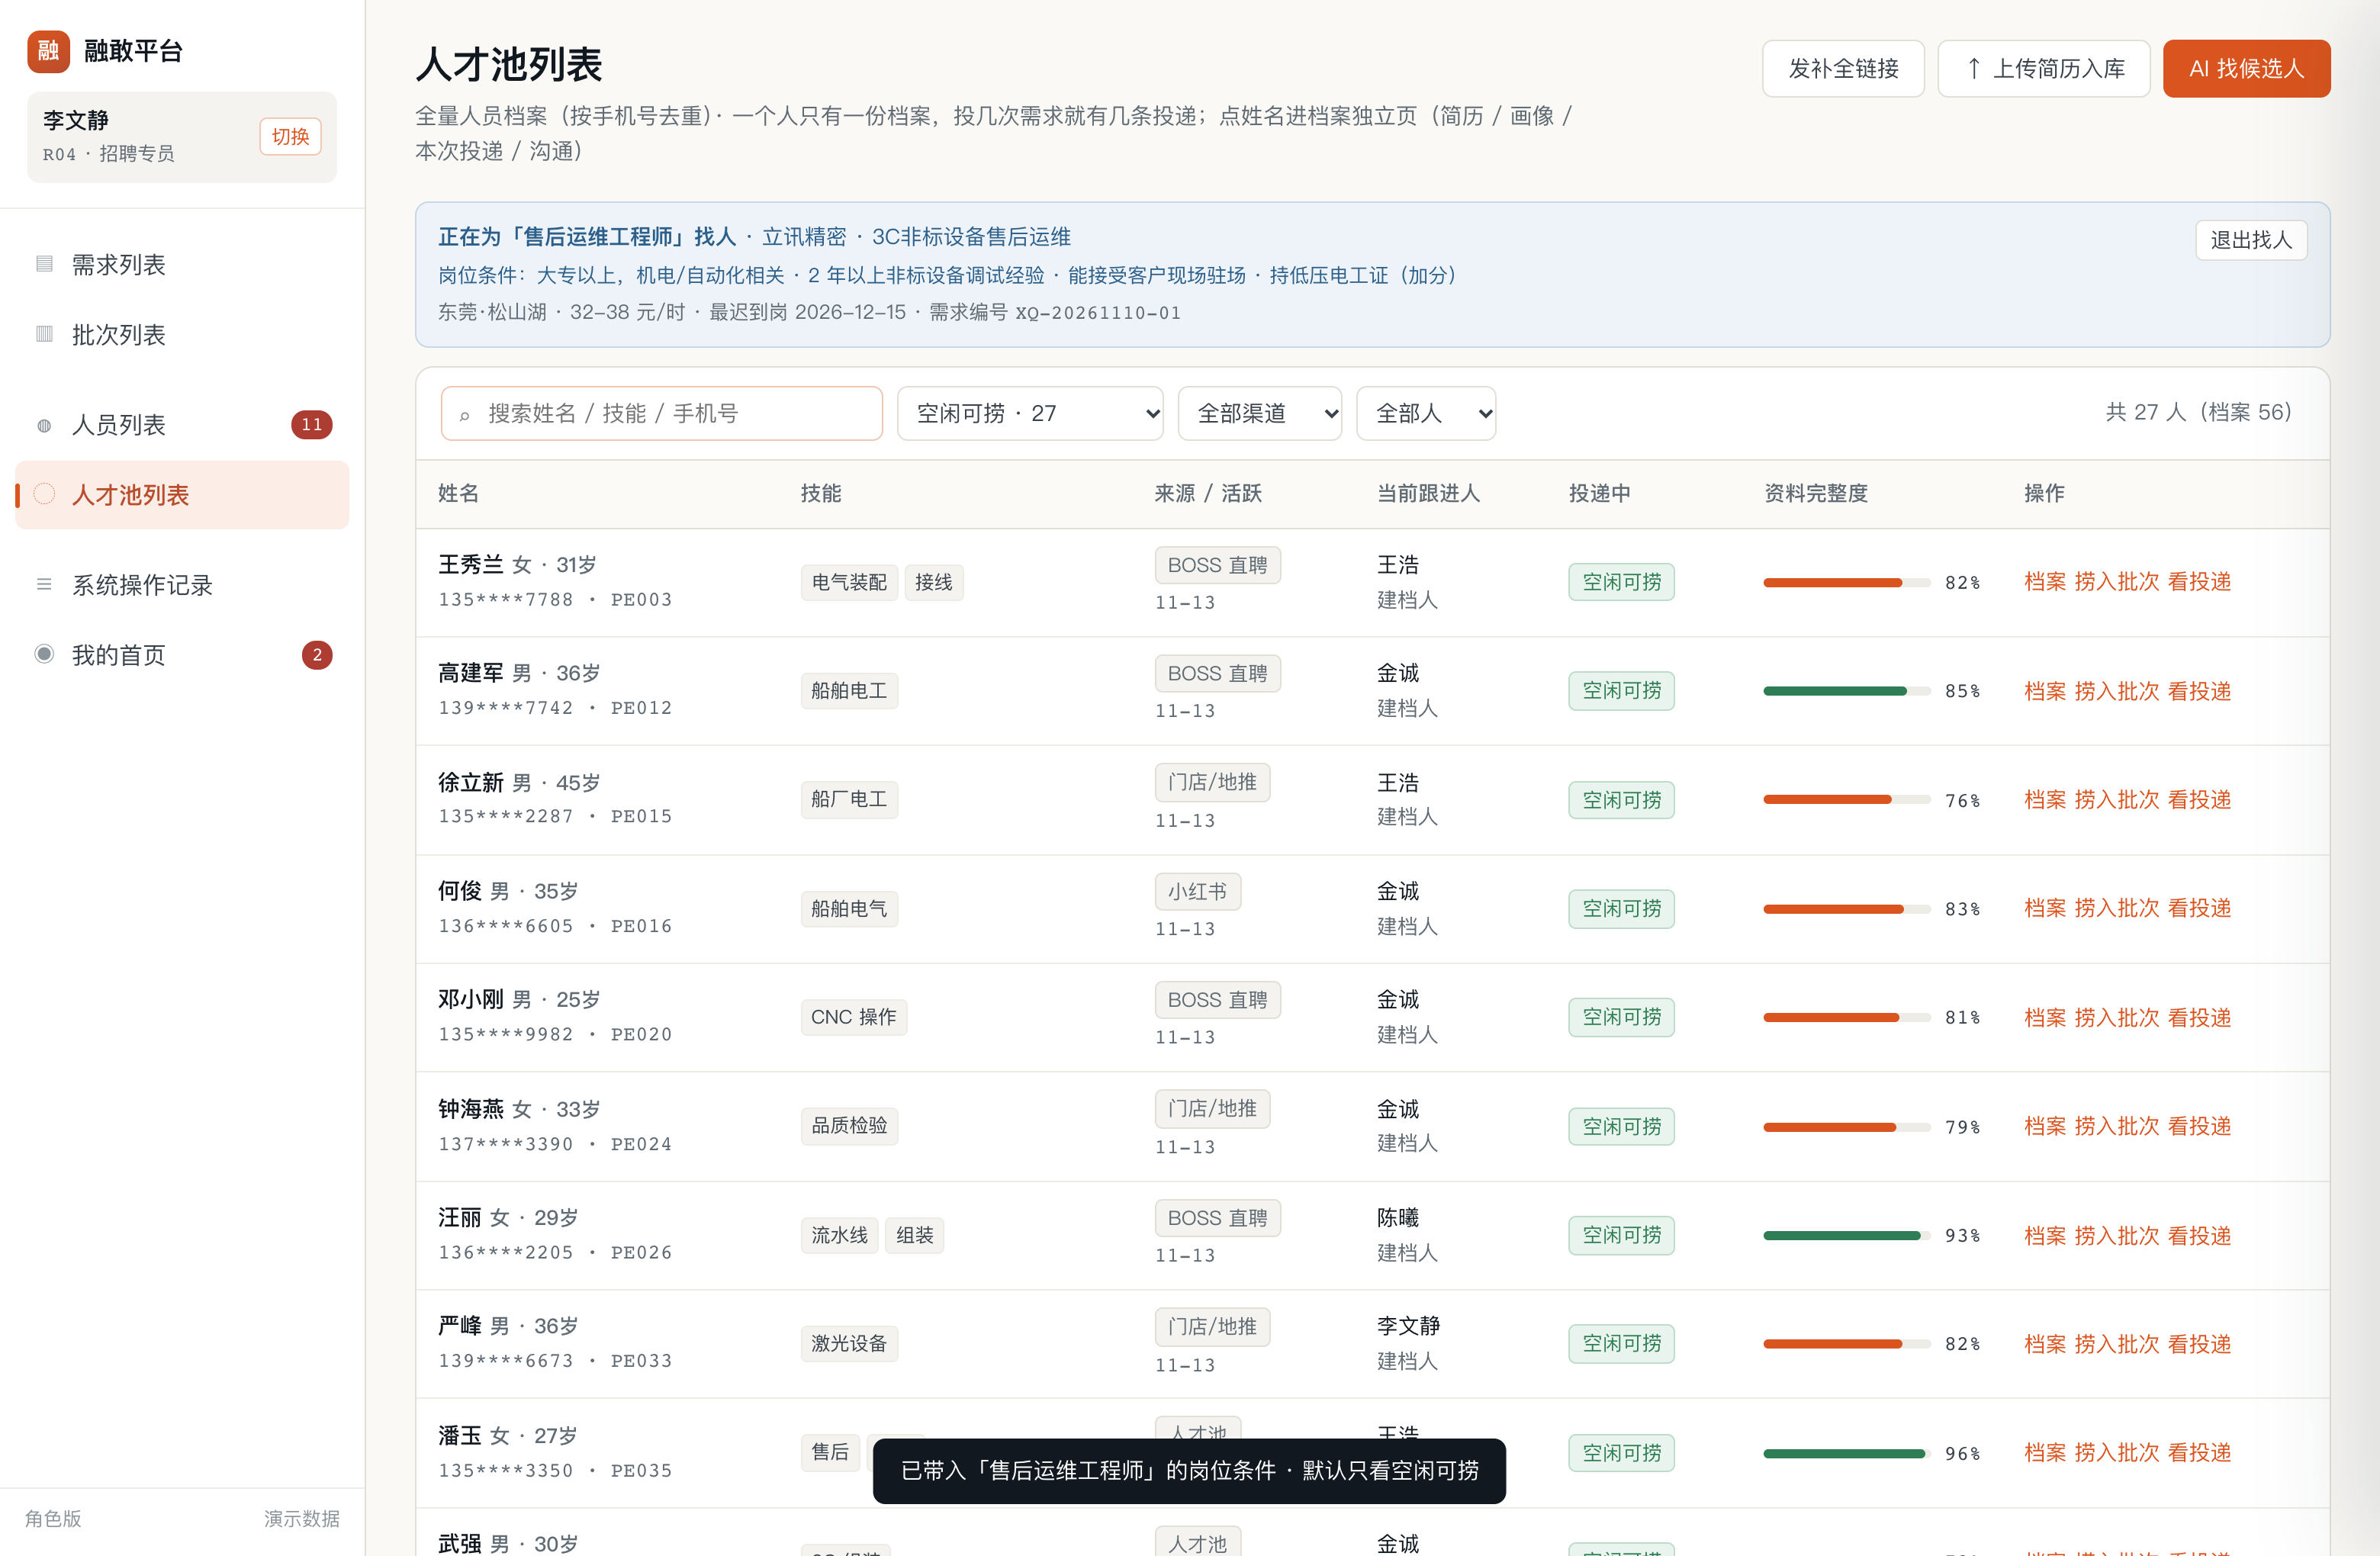 融 融敢平台
李文静
R04 · 招聘专员
切换
需求列表
批次列表
人员列表 11
人才池列表
系统操作记录
我的首页 2
角色版 演示数据
人才池列表
发补全链接
↑ 上传简历入库
AI 找候选人
全量人员档案（按手机号去重）· 一个人只有一份档案，投几次需求就有几条投递；点姓名进档案独立页（简历 / 画像 /
本次投递 / 沟通）
正在为「售后运维工程师」找人 · 立讯精密 · 3C非标设备售后运维
退出找人
岗位条件：大专以上，机电/自动化相关 · 2 年以上非标设备调试经验 · 能接受客户现场驻场 · 持低压电工证（加分）
东莞·松山湖 · 32–38 元/时 · 最迟到岗 2026-12-15 · 需求编号 XQ-20261110-01
搜索姓名 / 技能 / 手机号
空闲可捞 · 27
全部渠道
全部人
共 27 人（档案 56）
姓名 技能 来源 / 活跃 当前跟进人 投递中 资料完整度 操作
王秀兰 女 · 31岁
135****7788 · PE003
电气装配 接线
BOSS 直聘
11-13
王浩
建档人
空闲可捞
82%
档案 捞入批次 看投递
高建军 男 · 36岁
139****7742 · PE012
船舶电工
BOSS 直聘
11-13
金诚
建档人
空闲可捞
85%
档案 捞入批次 看投递
徐立新 男 · 45岁
135****2287 · PE015
船厂电工
门店/地推
11-13
王浩
建档人
空闲可捞
76%
档案 捞入批次 看投递
何俊 男 · 35岁
136****6605 · PE016
船舶电气
小红书
11-13
金诚
建档人
空闲可捞
83%
档案 捞入批次 看投递
邓小刚 男 · 25岁
135****9982 · PE020
CNC 操作
BOSS 直聘
11-13
金诚
建档人
空闲可捞
81%
档案 捞入批次 看投递
钟海燕 女 · 33岁
137****3390 · PE024
品质检验
门店/地推
11-13
金诚
建档人
空闲可捞
79%
档案 捞入批次 看投递
汪丽 女 · 29岁
136****2205 · PE026
流水线 组装
BOSS 直聘
11-13
陈曦
建档人
空闲可捞
93%
档案 捞入批次 看投递
严峰 男 · 36岁
139****6673 · PE033
激光设备
门店/地推
11-13
李文静
建档人
空闲可捞
82%
档案 捞入批次 看投递
潘玉 女 · 27岁
135****3350 · PE035
售后
人才池
王浩
空闲可捞
96%
档案 捞入批次 看投递
已带入「售后运维工程师」的岗位条件 · 默认只看空闲可捞
武强 男 · 30岁
人才池
金诚